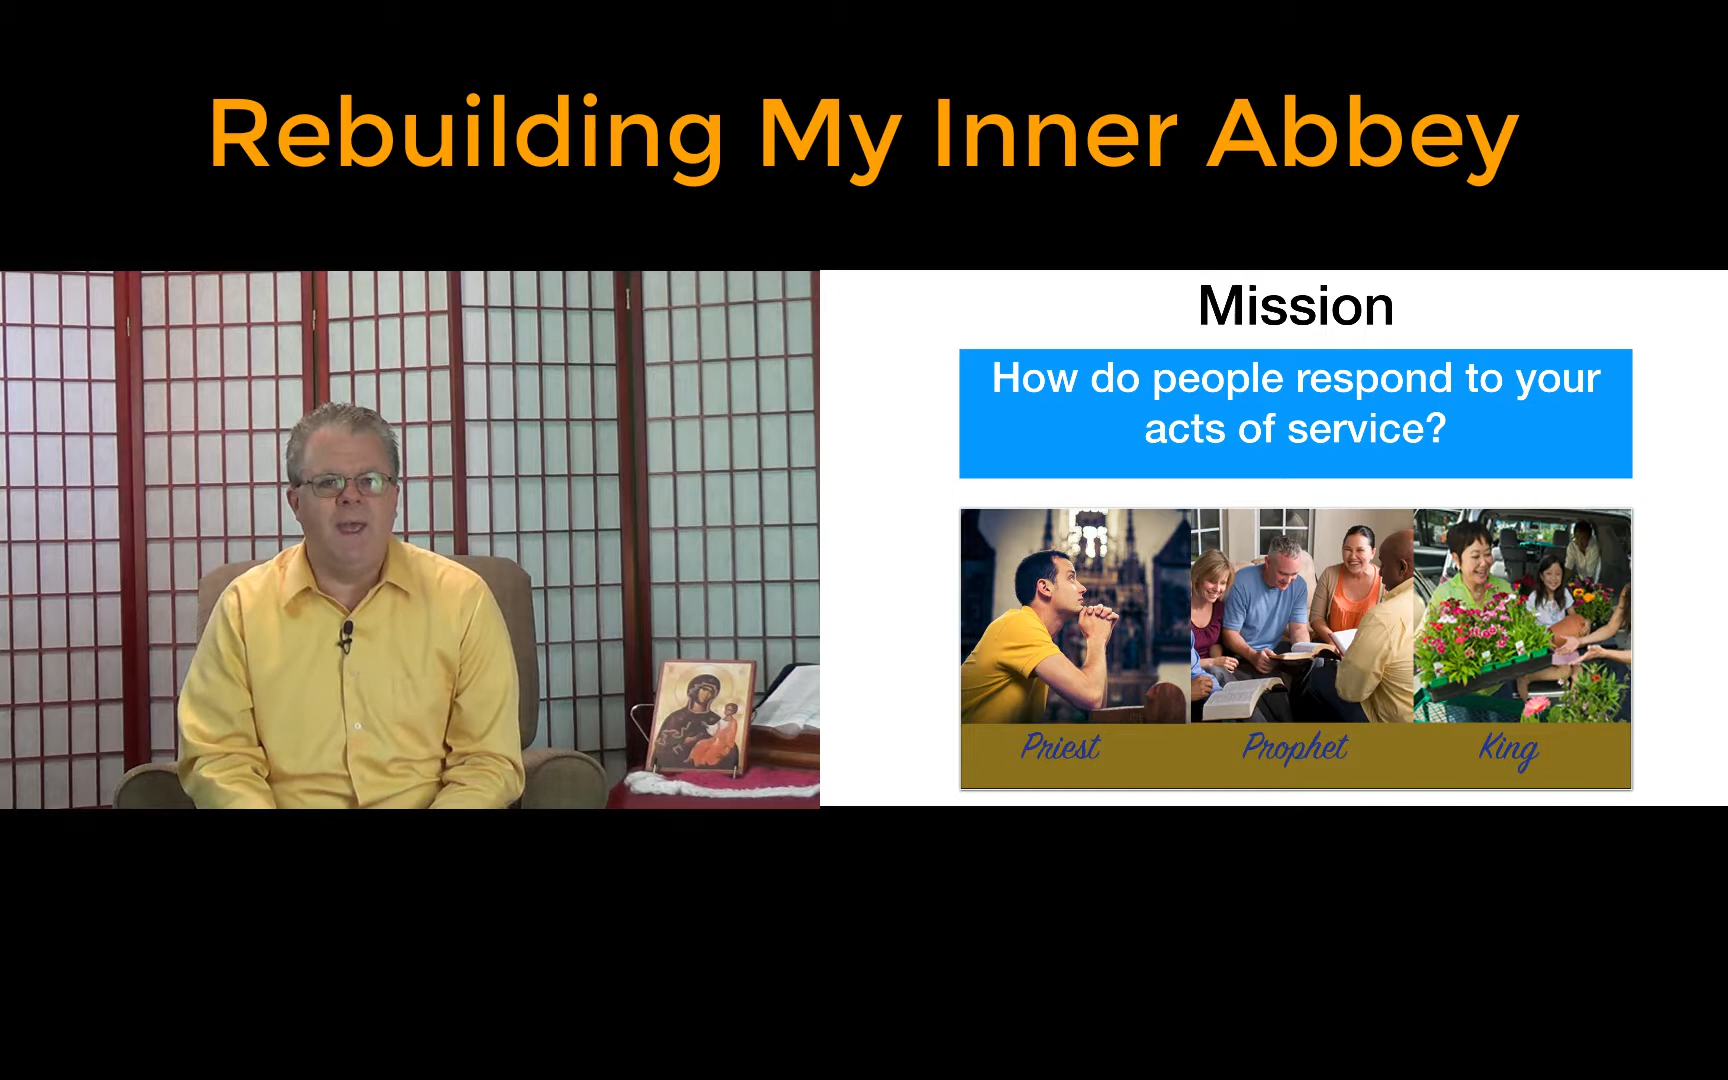 Rebuilding My Inner Abbey
Mission
How do people respond to your
acts of service?
Priest
Prophet
King